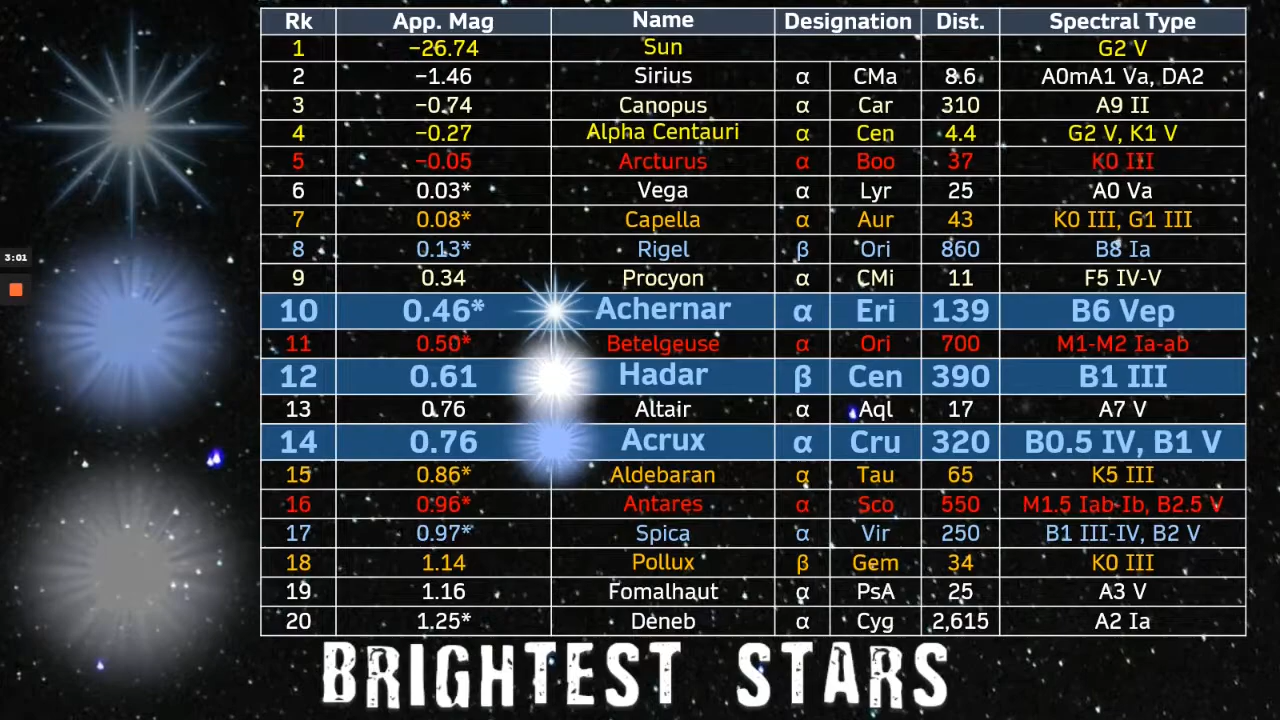 Rk App. Mag Name Designation Dist. Spectral Type
1 −26.74 Sun G2 V
2 −1.46 Sirius α CMa 8.6 A0mA1 Va, DA2
3 −0.74 Canopus α Car 310 A9 II
4 −0.27 Alpha Centauri α Cen 4.4 G2 V, K1 V
5 −0.05 Arcturus α Boo 37 K0 III
6 0.03* Vega α Lyr 25 A0 Va
7 0.08* Capella α Aur 43 K0 III, G1 III
8 0.13* Rigel β Ori 860 B8 Ia
3:01
9 0.34 Procyon α CMi 11 F5 IV-V
10 0.46* Achernar α Eri 139 B6 Vep
11 0.50* Betelgeuse α Ori 700 M1-M2 Ia-ab
12 0.61 Hadar β Cen 390 B1 III
13 0.76 Altair α Aql 17 A7 V
14 0.76 Acrux α Cru 320 B0.5 IV, B1 V
15 0.86* Aldebaran α Tau 65 K5 III
16 0.96* Antares α Sco 550 M1.5 Iab-Ib, B2.5 V
17 0.97* Spica α Vir 250 B1 III-IV, B2 V
18 1.14 Pollux β Gem 34 K0 III
19 1.16 Fomalhaut α PsA 25 A3 V
20 1.25* Deneb α Cyg 2,615 A2 Ia
BRIGHTEST STARS